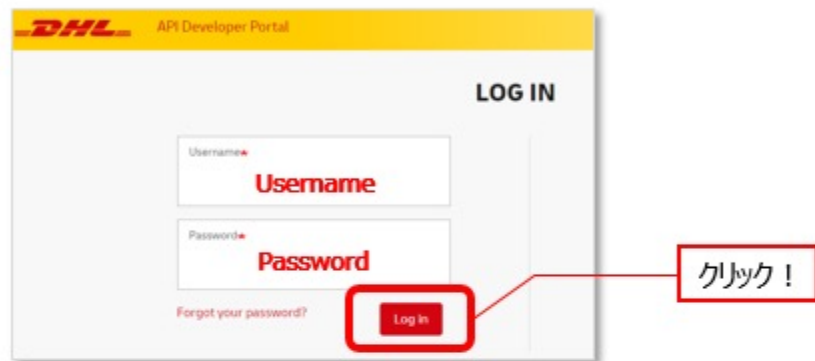 DHL API Developer Portal
LOG IN
Username*
Username
Password*
Password
クリック!
Forgot your password?
Log In